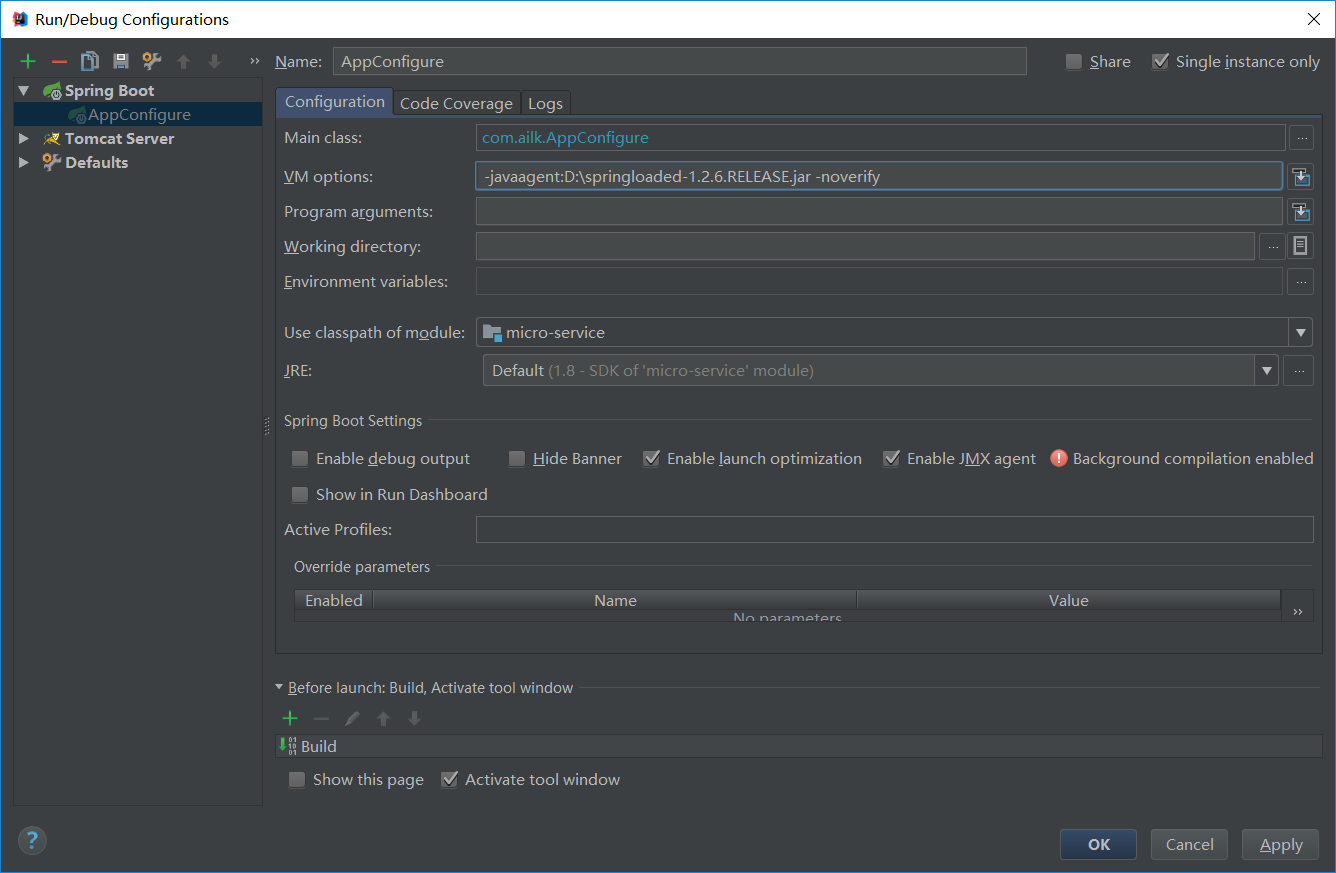 Run/Debug Configurations
Name: AppConfigure Share Single instance only
Spring Boot
AppConfigure
Tomcat Server
Defaults
Configuration Code Coverage Logs
Main class: com.ailk.AppConfigure ...
VM options: -javaagent:D:\springloaded-1.2.6.RELEASE.jar -noverify
Program arguments:
Working directory: ...
Environment variables: ...
Use classpath of module: micro-service
JRE: Default (1.8 - SDK of 'micro-service' module) ...
Spring Boot Settings
Enable debug output Hide Banner Enable launch optimization Enable JMX agent Background compilation enabled
Show in Run Dashboard
Active Profiles:
Override parameters
Enabled Name Value
No parameters
Before launch: Build, Activate tool window
Build
Show this page Activate tool window
? OK Cancel Apply